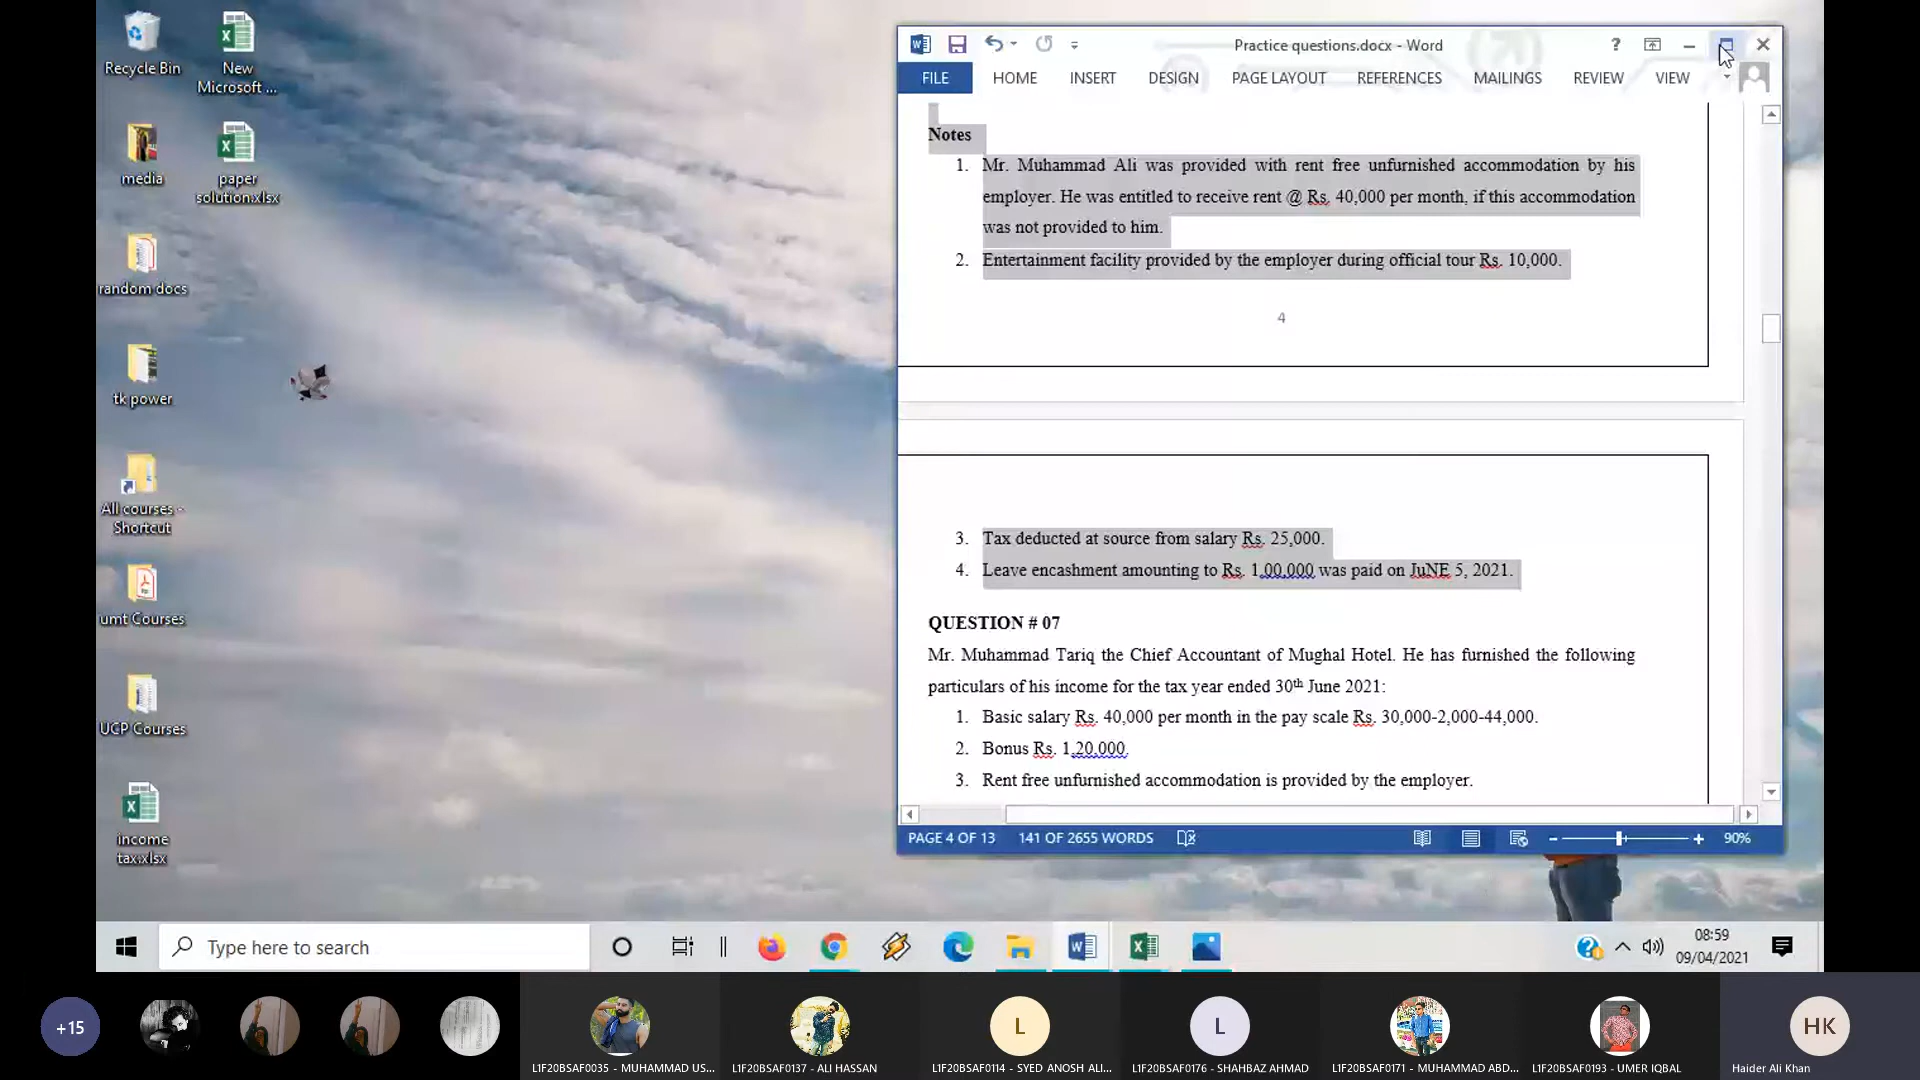 Recycle Bin
New
Microsoft ...
media
paper
solution.xlsx
random docs
tk power
All courses -
Shortcut
umt Courses
UCP Courses
income
tax.xlsx
Practice questions.docx - Word
?
FILE
HOME
INSERT
DESIGN
PAGE LAYOUT
REFERENCES
MAILINGS
REVIEW
VIEW
Notes
1. Mr. Muhammad Ali was provided with rent free unfurnished accommodation by his
employer. He was entitled to receive rent @ Rs. 40,000 per month, if this accommodation
was not provided to him.
2. Entertainment facility provided by the employer during official tour Rs. 10,000.
4
3. Tax deducted at source from salary Rs. 25,000.
4. Leave encashment amounting to Rs. 1,00,000 was paid on JuNE 5, 2021.
QUESTION # 07
Mr. Muhammad Tariq the Chief Accountant of Mughal Hotel. He has furnished the following
particulars of his income for the tax year ended 30th June 2021:
1. Basic salary Rs. 40,000 per month in the pay scale Rs. 30,000-2,000-44,000.
2. Bonus Rs. 1,20,000.
3. Rent free unfurnished accommodation is provided by the employer.
PAGE 4 OF 13
141 OF 2655 WORDS
90%
Type here to search
08:59
09/04/2021
+15
L
L
HK
L1F20BSAF0035 - MUHAMMAD US...
L1F20BSAF0137 - ALI HASSAN
L1F20BSAF0114 - SYED ANOSH ALI...
L1F20BSAF0176 - SHAHBAZ AHMAD
L1F20BSAF0171 - MUHAMMAD ABD...
L1F20BSAF0193 - UMER IQBAL
Haider Ali Khan